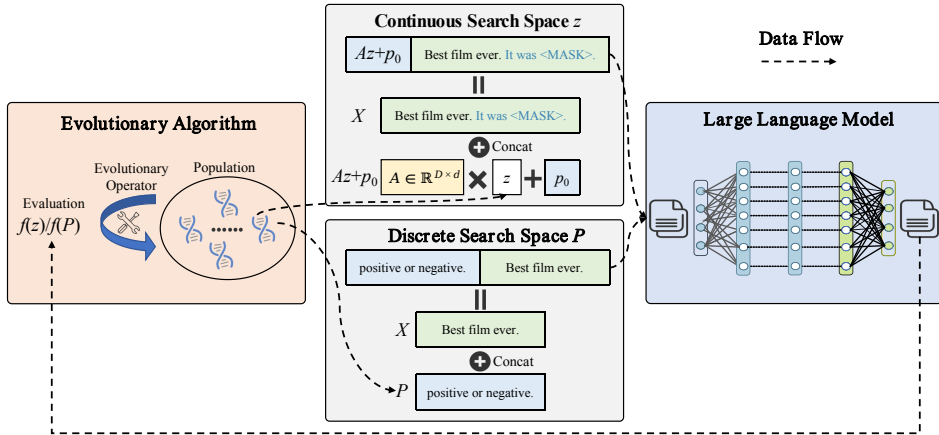 Continuous Search Space z
Az+p₀ Best film ever. It was <MASK>.
X Best film ever. It was <MASK>.
Concat
Az+p₀ A ∈ ℝ^{D×d} z p₀
Data Flow
Evolutionary Algorithm
Evolutionary
Operator
Population
Evaluation
f(z)/f(P)
......
Discrete Search Space P
positive or negative. Best film ever.
X Best film ever.
Concat
P positive or negative.
Large Language Model